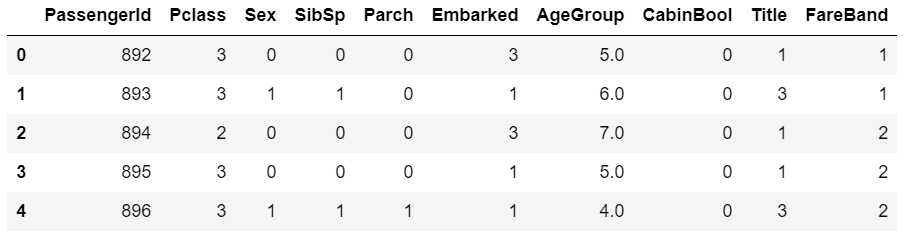 PassengerId Pclass Sex SibSp Parch Embarked AgeGroup CabinBool Title FareBand
0 892 3 0 0 0 3 5.0 0 1 1
1 893 3 1 1 0 1 6.0 0 3 1
2 894 2 0 0 0 3 7.0 0 1 2
3 895 3 0 0 0 1 5.0 0 1 2
4 896 3 1 1 1 1 4.0 0 3 2